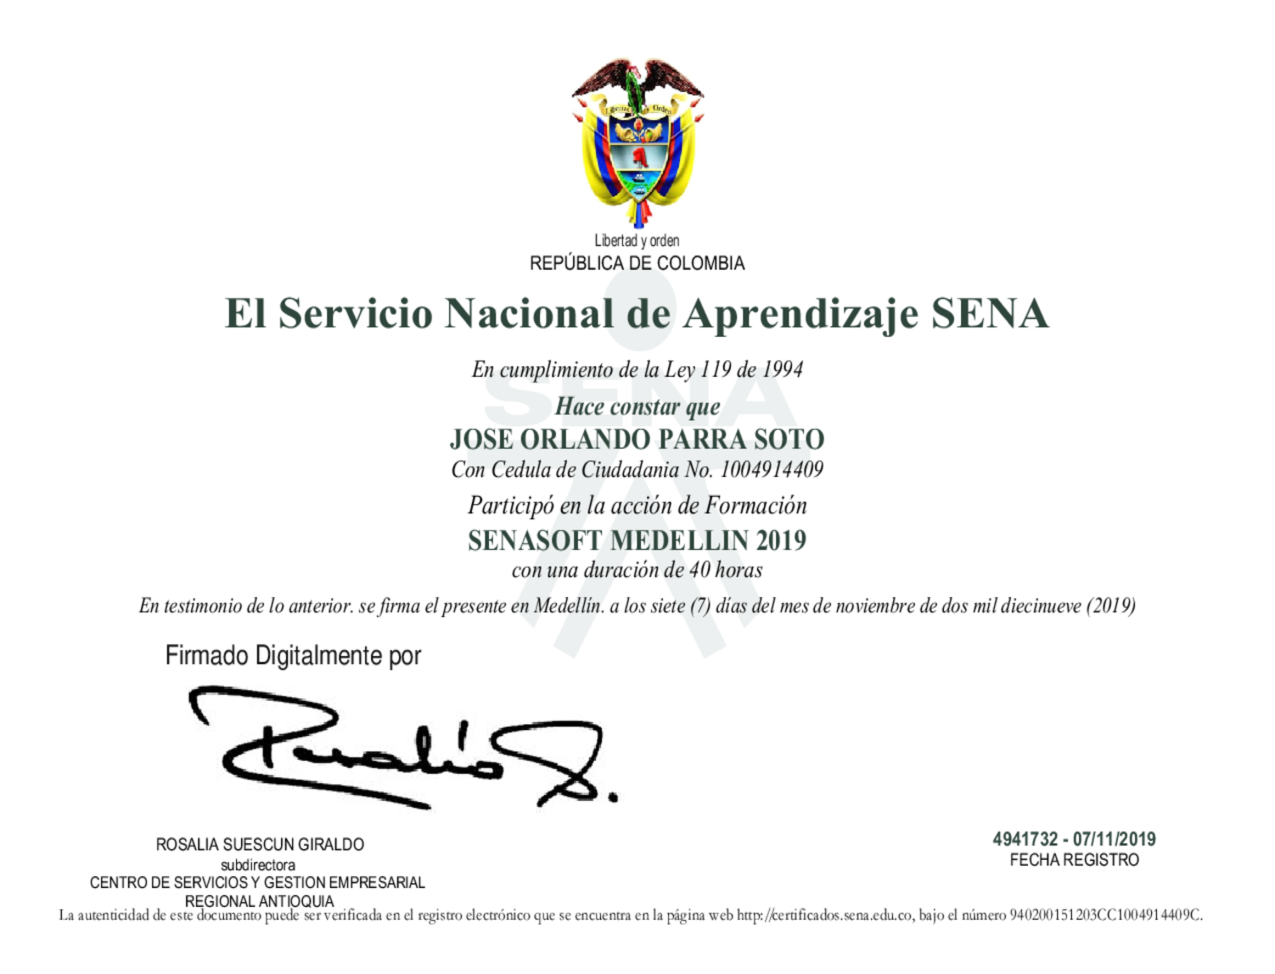 Libertad y Orden
Libertad y orden
REPÚBLICA DE COLOMBIA
El Servicio Nacional de Aprendizaje SENA
En cumplimiento de la Ley 119 de 1994
SENA
Hace constar que
JOSE ORLANDO PARRA SOTO
Con Cedula de Ciudadania No. 1004914409
Participó en la acción de Formación
SENASOFT MEDELLIN 2019
con una duración de 40 horas
En testimonio de lo anterior. se firma el presente en Medellín. a los siete (7) días del mes de noviembre de dos mil diecinueve (2019)
Firmado Digitalmente por
Rosalía S.
ROSALIA SUESCUN GIRALDO
subdirectora
CENTRO DE SERVICIOS Y GESTION EMPRESARIAL
REGIONAL ANTIOQUIA
4941732 - 07/11/2019
FECHA REGISTRO
La autenticidad de este documento puede ser verificada en el registro electrónico que se encuentra en la página web http://certificados.sena.edu.co, bajo el número 940200151203CC1004914409C.